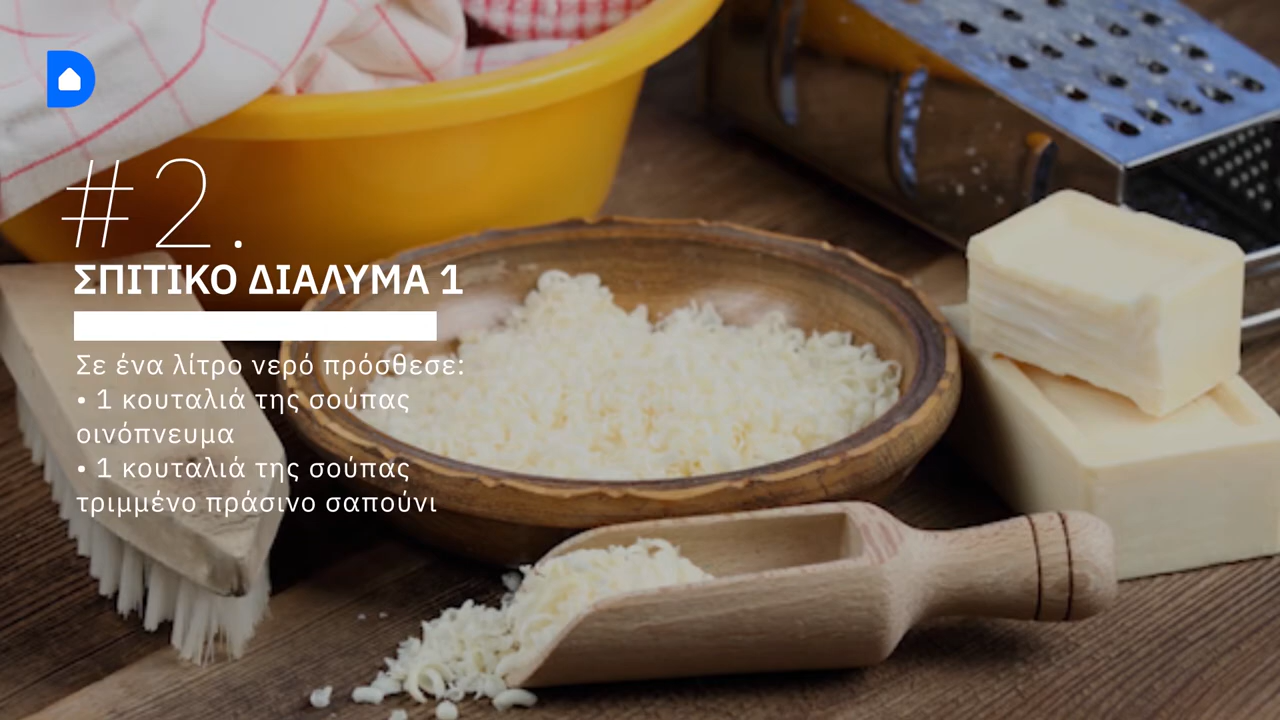 #2.
ΣΠΙΤΙΚΟ ΔΙΑΛΥΜΑ 1
Σε ένα λίτρο νερό πρόσθεσε:
• 1 κουταλιά της σούπας
οινόπνευμα
• 1 κουταλιά της σούπας
τριμμένο πράσινο σαπούνι